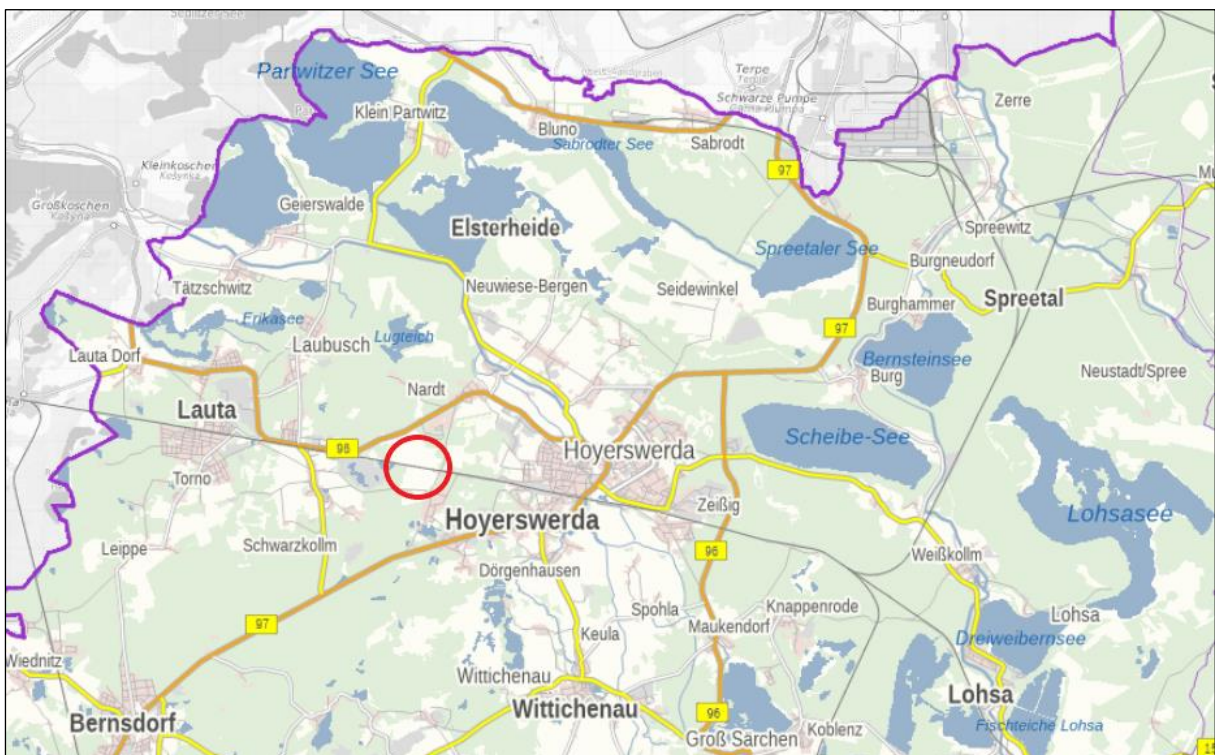 Partwitzer See
Terpe
Schwarze Pumpe
Zerre
Klein Partwitz
Bluno
Sabrodter See
Sabrodt
Kleinkoschen
Großkoschen
97
Geierswalde
Elsterheide
Spreewitz
Spreetaler See
Burgneudorf
Tätzschwitz
Neuwiese-Bergen
Seidewinkel
Spreetal
Burghammer
Erikasee
Lugteich
97
Laubusch
Lauta Dorf
Bernsteinsee
Burg
Neustadt/Spree
Nardt
Lauta
96
Hoyerswerda
Scheibe-See
Torno
Zeißig
Lohsasee
Hoyerswerda
Leippe
Schwarzkollm
96
Weißkollm
Dörgenhausen
97
Spohla
Knappenrode
Lohsa
Keula
Maukendorf
Dreiweibernsee
Wiednitz
Wittichenau
Lohsa
Bernsdorf
Wittichenau
96
Fischteiche Lohsa
Koblenz
Groß Särchen